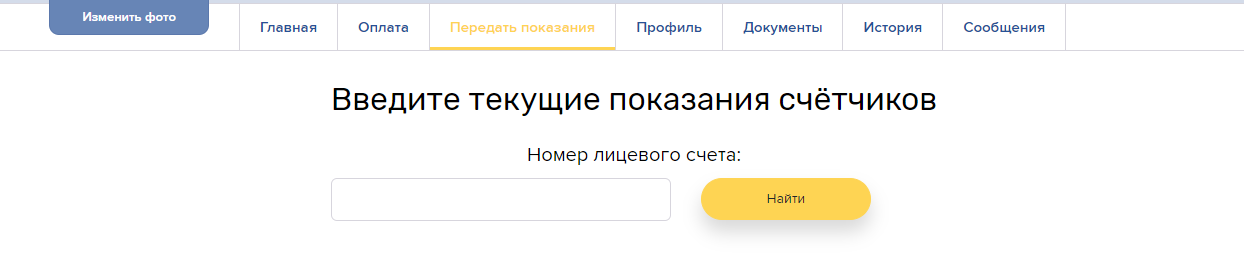 Изменить фото
Главная Оплата Передать показания Профиль Документы История Сообщения
Введите текущие показания счётчиков
Номер лицевого счета:
Найти